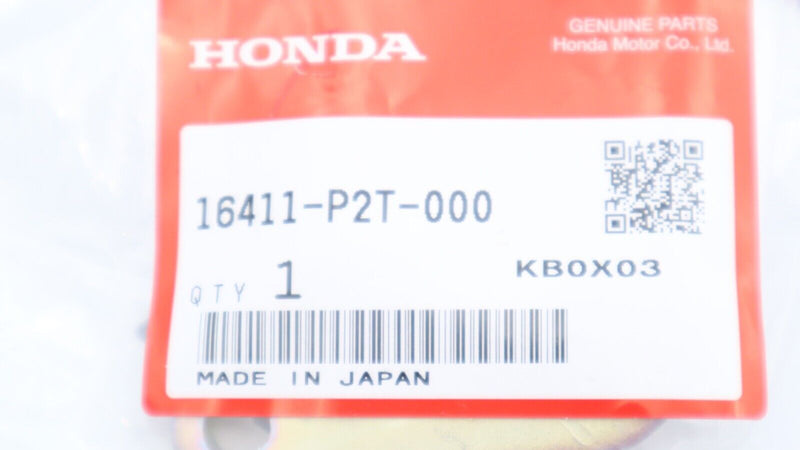 HONDA
GENUINE PARTS
Honda Motor Co., Ltd.
16411-P2T-000
KB0X03
QTY 1
MADE IN JAPAN